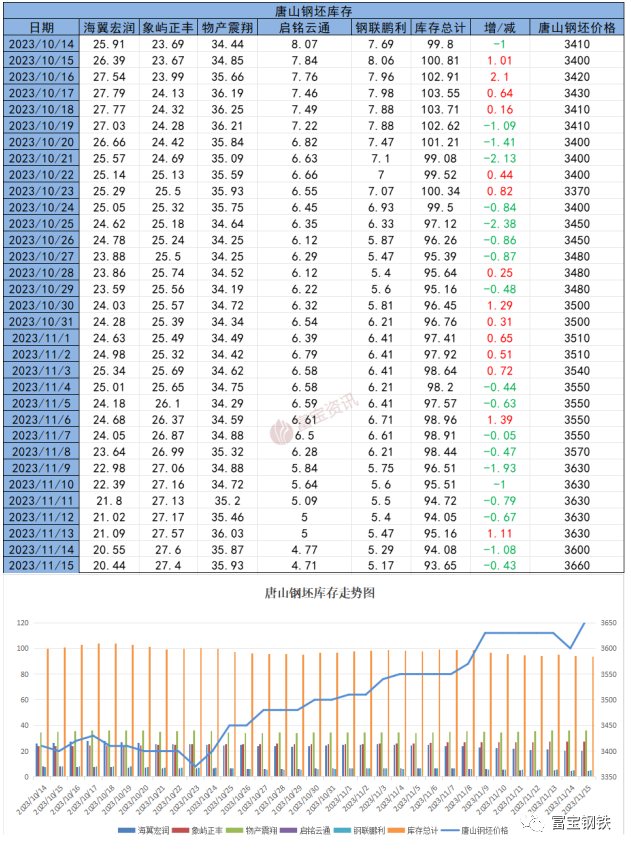 唐山钢坯库存
日期 海翼宏润 象屿正丰 物产震翔 启铭云通 钢联鹏利 库存总计 增/减 唐山钢坯价格
2023/10/14 25.91 23.69 34.44 8.07 7.69 99.8 -1 3410
2023/10/15 26.39 23.67 34.85 7.84 8.06 100.81 1.01 3400
2023/10/16 27.54 23.99 35.66 7.76 7.96 102.91 2.1 3420
2023/10/17 27.79 24.13 36.19 7.46 7.98 103.55 0.64 3430
2023/10/18 27.77 24.32 36.25 7.49 7.88 103.71 0.16 3410
2023/10/19 27.03 24.28 36.21 7.22 7.88 102.62 -1.09 3410
2023/10/20 26.66 24.42 35.84 6.82 7.47 101.21 -1.41 3400
2023/10/21 25.57 24.69 35.09 6.63 7.1 99.08 -2.13 3400
2023/10/22 25.14 25.13 35.59 6.66 7 99.52 0.44 3400
2023/10/23 25.29 25.5 35.93 6.55 7.07 100.34 0.82 3370
2023/10/24 25.05 25.32 35.75 6.45 6.93 99.5 -0.84 3400
2023/10/25 24.62 25.18 34.64 6.35 6.33 97.12 -2.38 3450
2023/10/26 24.78 25.24 34.25 6.12 5.87 96.26 -0.86 3450
2023/10/27 23.88 25.5 34.25 6.29 5.47 95.39 -0.87 3480
2023/10/28 23.86 25.74 34.52 6.12 5.4 95.64 0.25 3480
2023/10/29 23.59 25.56 34.19 6.22 5.6 95.16 -0.48 3480
2023/10/30 24.03 25.57 34.72 6.32 5.81 96.45 1.29 3500
2023/10/31 24.28 25.39 34.34 6.54 6.21 96.76 0.31 3500
2023/11/1 24.63 25.49 34.49 6.39 6.41 97.41 0.65 3510
2023/11/2 24.98 25.32 34.42 6.79 6.41 97.92 0.51 3510
2023/11/3 25.34 25.69 34.62 6.58 6.41 98.64 0.72 3540
2023/11/4 25.01 25.65 34.75 6.58 6.21 98.2 -0.44 3550
2023/11/5 24.18 26.1 34.29 6.59 6.41 97.57 -0.63 3550
2023/11/6 24.68 26.37 34.59 6.61 6.71 98.96 1.39 3550
2023/11/7 24.05 26.87 34.88 6.5 6.61 98.91 -0.05 3550
2023/11/8 23.64 26.99 35.32 6.28 6.21 98.44 -0.47 3570
2023/11/9 22.98 27.06 34.88 5.84 5.75 96.51 -1.93 3630
2023/11/10 22.39 27.16 34.72 5.64 5.6 95.51 -1 3630
2023/11/11 21.8 27.13 35.2 5.09 5.5 94.72 -0.79 3630
2023/11/12 21.02 27.17 35.46 5 5.4 94.05 -0.67 3630
2023/11/13 21.09 27.57 36.03 5 5.47 95.16 1.11 3630
2023/11/14 20.55 27.6 35.87 4.77 5.29 94.08 -1.08 3600
2023/11/15 20.44 27.4 35.93 4.71 5.17 93.65 -0.43 3660
富宝资讯
唐山钢坯库存走势图
120 3650
100 3600
80 3550
60 3500
40 3450
20 3400
0 3350
2023/10/14 2023/10/15 2023/10/16 2023/10/17 2023/10/18 2023/10/19 2023/10/20 2023/10/21 2023/10/22 2023/10/23 2023/10/24 2023/10/25 2023/10/26 2023/10/27 2023/10/28 2023/10/29 2023/10/30 2023/10/31 2023/11/1 2023/11/2 2023/11/3 2023/11/4 2023/11/5 2023/11/6 2023/11/7 2023/11/8 2023/11/9 2023/11/10 2023/11/11 2023/11/12 2023/11/13 2023/11/14 2023/11/15
海翼宏润 象屿正丰 物产震翔 启铭云通 钢联鹏利 库存总计 唐山钢坯价格
富宝钢铁